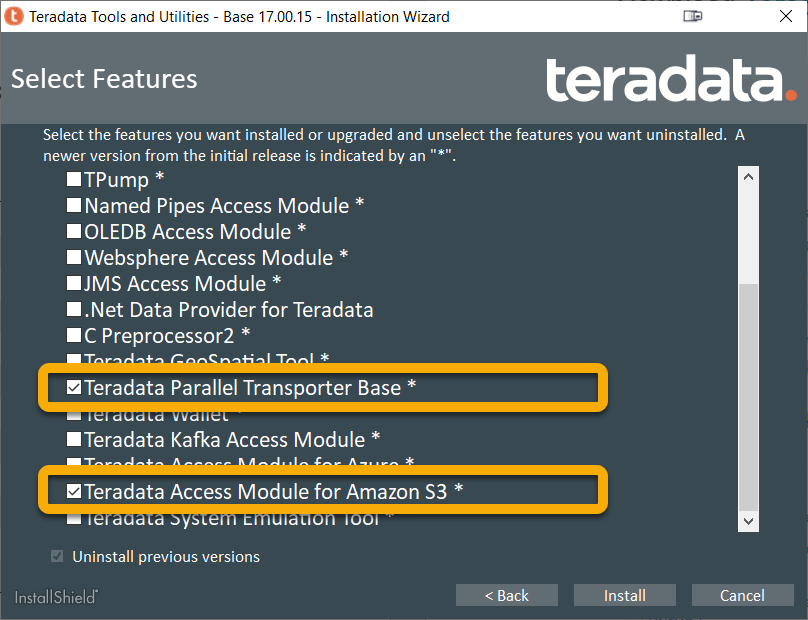 Teradata Tools and Utilities - Base 17.00.15 - Installation Wizard
Select Features
teradata.
Select the features you want installed or upgraded and unselect the features you want uninstalled. A
newer version from the initial release is indicated by an "*".
TPump *
Named Pipes Access Module *
OLEDB Access Module *
Websphere Access Module *
JMS Access Module *
.Net Data Provider for Teradata
C Preprocessor2 *
Teradata GeoSpatial Tool *
Teradata Parallel Transporter Base *
Teradata Wallet *
Teradata Kafka Access Module *
Teradata Access Module for Azure *
Teradata Access Module for Amazon S3 *
Teradata System Emulation Tool *
Uninstall previous versions
InstallShield
< Back
Install
Cancel